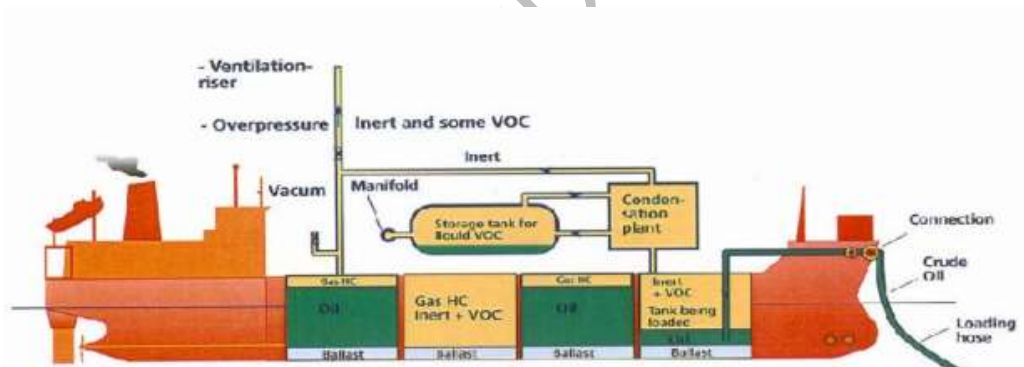 - Ventilation-
riser
- Overpressure
Inert and some VOC
Inert
Vacum
Manifold
Conden-
sation
plant
Storage tank for
liquid VOC
Connection
Crude
Oil
Loading
hose
Gas HC
Oil
Ballast
Gas HC
Inert + VOC
Ballast
Gas HC
Oil
Ballast
Inert
+ VOC
Tank being
loaded
Oil
Ballast